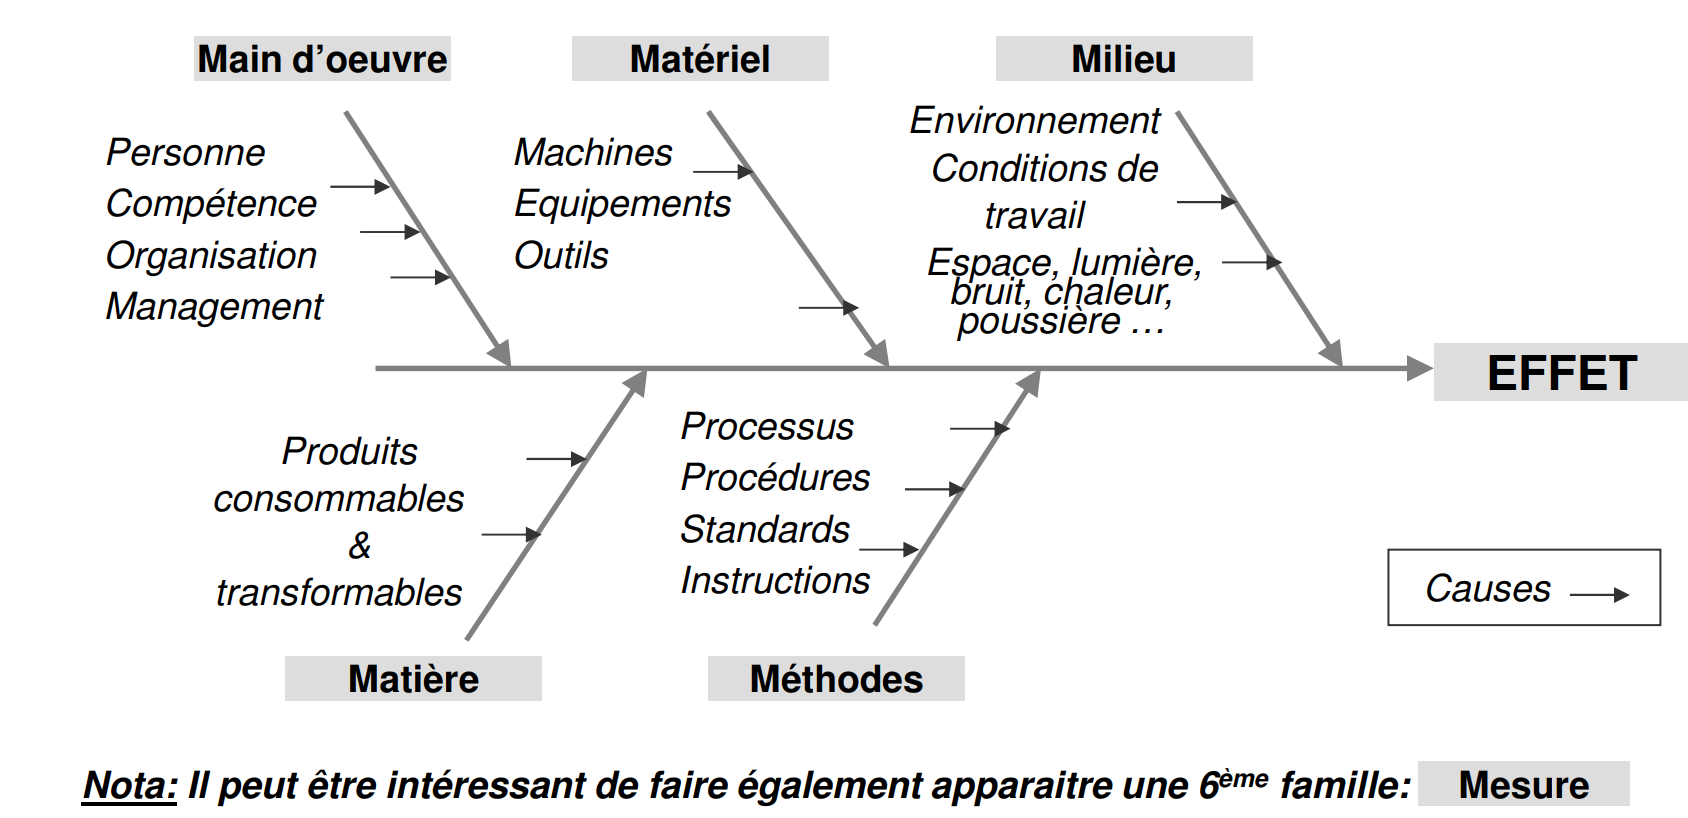 Main d’oeuvre
Matériel
Milieu
Personne
Compétence
Organisation
Management
Machines
Equipements
Outils
Environnement
Conditions de
travail
Espace, lumière,
bruit, chaleur,
poussière …
EFFET
Produits
consommables
&
transformables
Processus
Procédures
Standards
Instructions
Causes
Matière
Méthodes
Nota: Il peut être intéressant de faire également apparaitre une 6ème famille: Mesure